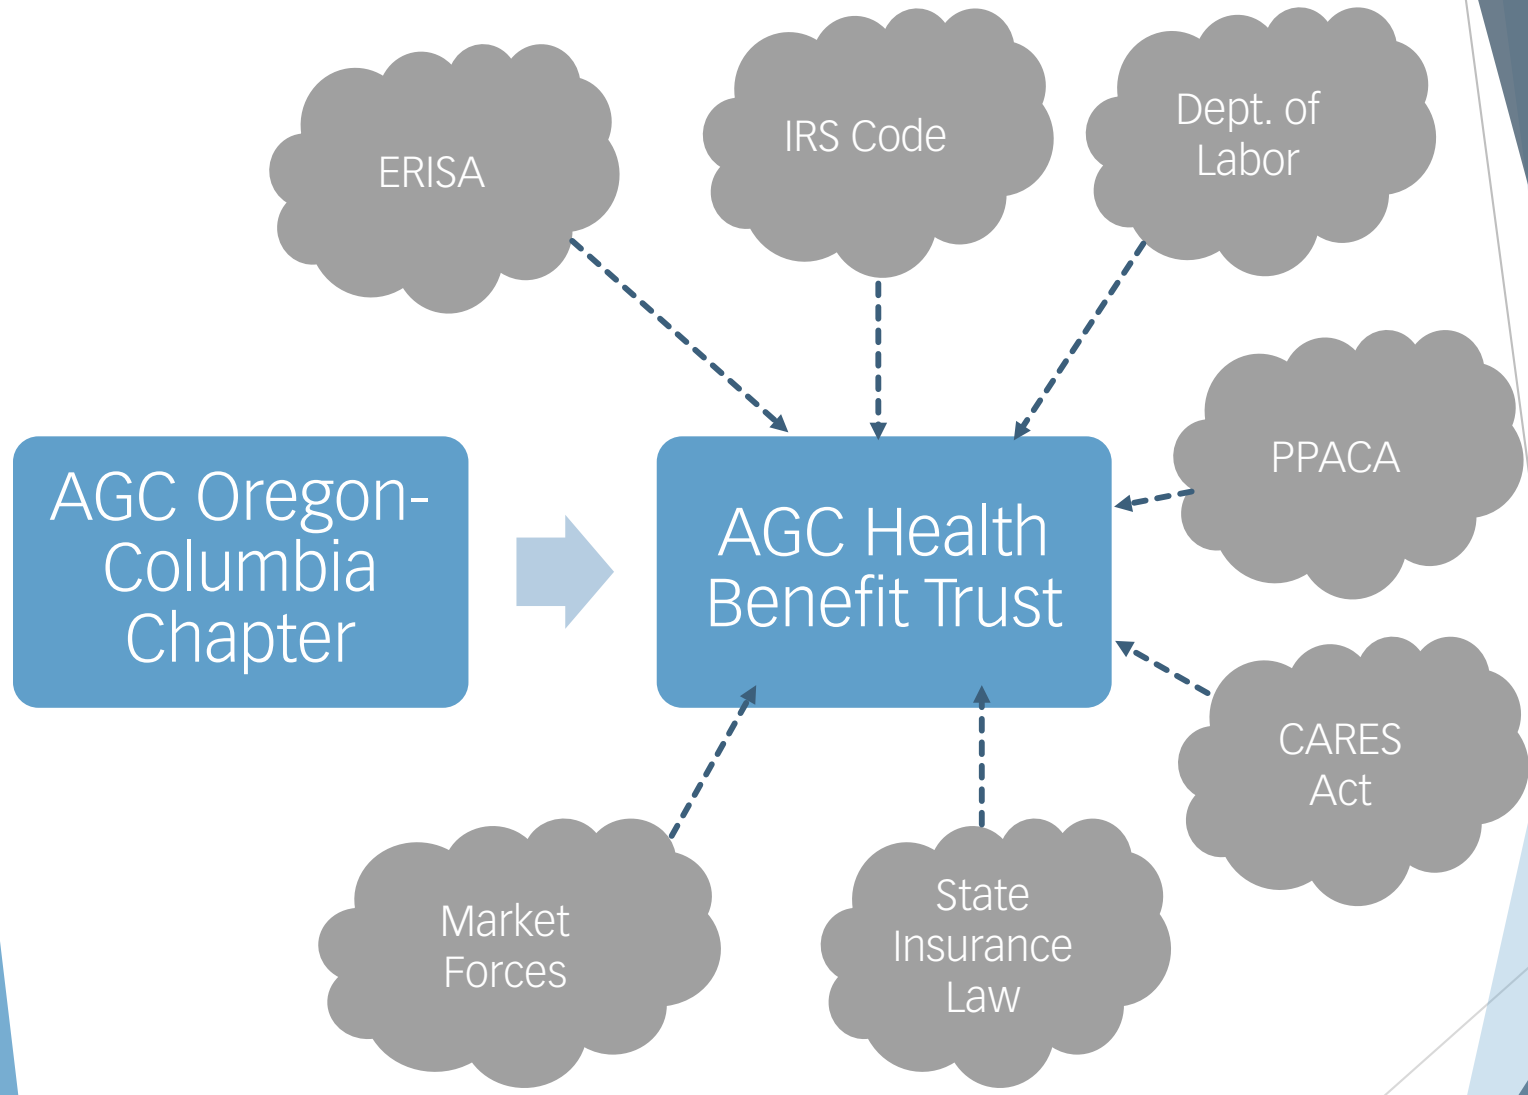 ERISA
IRS Code
Dept. of
Labor
PPACA
AGC Oregon-
Columbia
Chapter
AGC Health
Benefit Trust
CARES
Act
Market
Forces
State
Insurance
Law